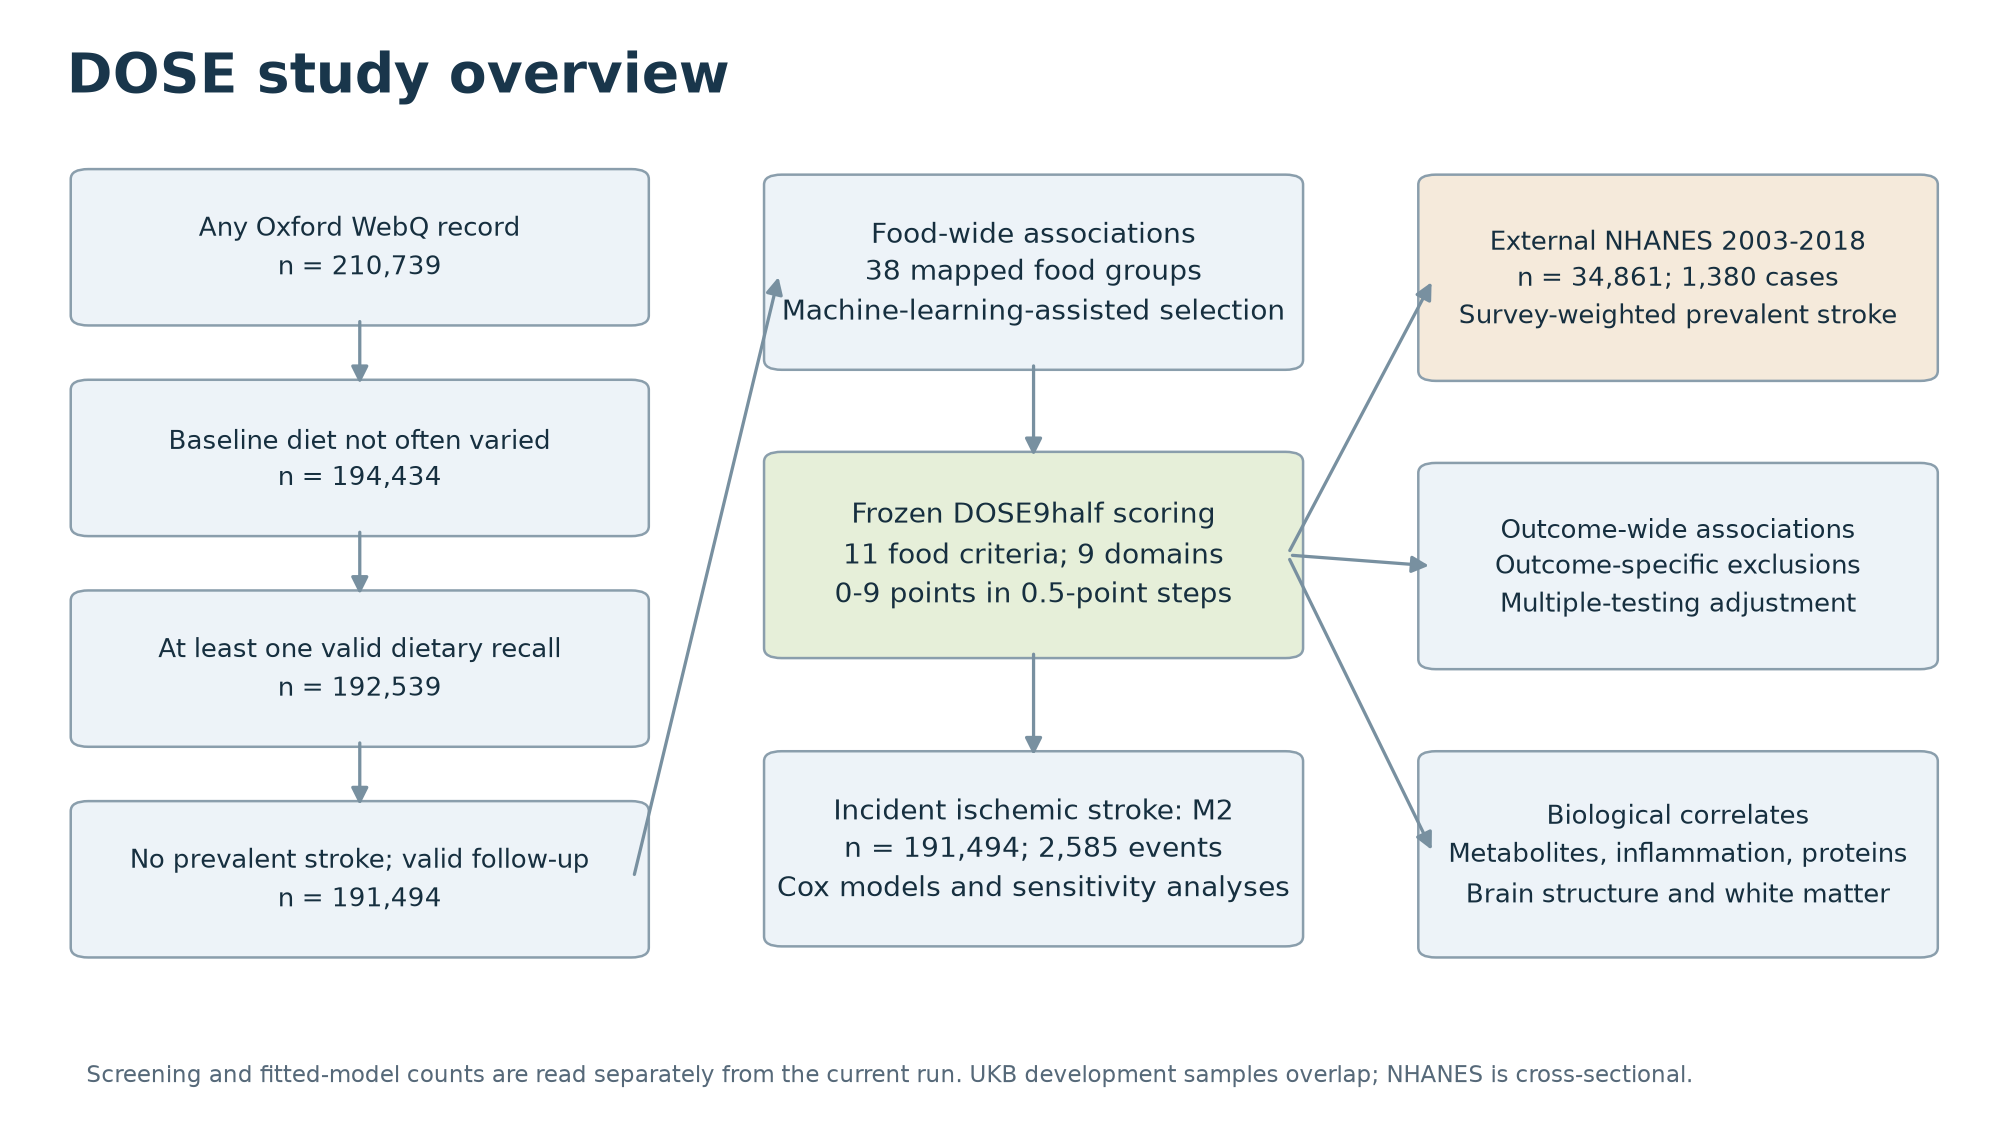 DOSE study overview
Any Oxford WebQ record
n = 210,739
Baseline diet not often varied
n = 194,434
At least one valid dietary recall
n = 192,539
No prevalent stroke; valid follow-up
n = 191,494
Food-wide associations
38 mapped food groups
Machine-learning-assisted selection
Frozen DOSE9half scoring
11 food criteria; 9 domains
0-9 points in 0.5-point steps
Incident ischemic stroke: M2
n = 191,494; 2,585 events
Cox models and sensitivity analyses
External NHANES 2003-2018
n = 34,861; 1,380 cases
Survey-weighted prevalent stroke
Outcome-wide associations
Outcome-specific exclusions
Multiple-testing adjustment
Biological correlates
Metabolites, inflammation, proteins
Brain structure and white matter
Screening and fitted-model counts are read separately from the current run. UKB development samples overlap; NHANES is cross-sectional.